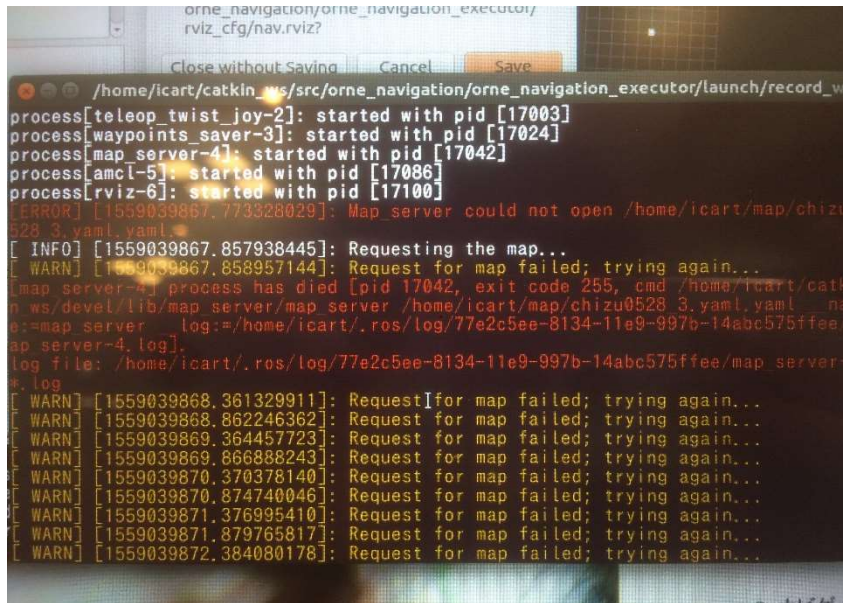 orne_navigation/orne_navigation_executor/
rviz_cfg/nav.rviz?
Close without Saving Cancel Save
/home/icart/catkin_ws/src/orne_navigation/orne_navigation_executor/launch/record_w
process[teleop_twist_joy-2]: started with pid [17003]
process[waypoints_saver-3]: started with pid [17024]
process[map_server-4]: started with pid [17042]
process[amcl-5]: started with pid [17086]
process[rviz-6]: started with pid [17100]
[ERROR] [1559039867.773328029]: Map_server could not open /home/icart/map/chizu
528_3.yaml.yaml.
[ INFO] [1559039867.857938445]: Requesting the map...
[ WARN] [1559039867.858957144]: Request for map failed; trying again...
[map_server-4] process has died [pid 17042, exit code 255, cmd /home/icart/catk
n_ws/devel/lib/map_server/map_server /home/icart/map/chizu0528_3.yaml.yaml __na
e:=map_server __log:=/home/icart/.ros/log/77e2c5ee-8134-11e9-997b-14abc575ffee/
ap_server-4.log].
log file: /home/icart/.ros/log/77e2c5ee-8134-11e9-997b-14abc575ffee/map_server-
*.log
[ WARN] [1559039868.361329911]: Request for map failed; trying again...
[ WARN] [1559039868.862246362]: Request for map failed; trying again...
[ WARN] [1559039869.364457723]: Request for map failed; trying again...
[ WARN] [1559039869.866888243]: Request for map failed; trying again...
[ WARN] [1559039870.370378140]: Request for map failed; trying again...
[ WARN] [1559039870.874740046]: Request for map failed; trying again...
[ WARN] [1559039871.376995410]: Request for map failed; trying again...
[ WARN] [1559039871.879765817]: Request for map failed; trying again...
[ WARN] [1559039872.384080178]: Request for map failed; trying again...